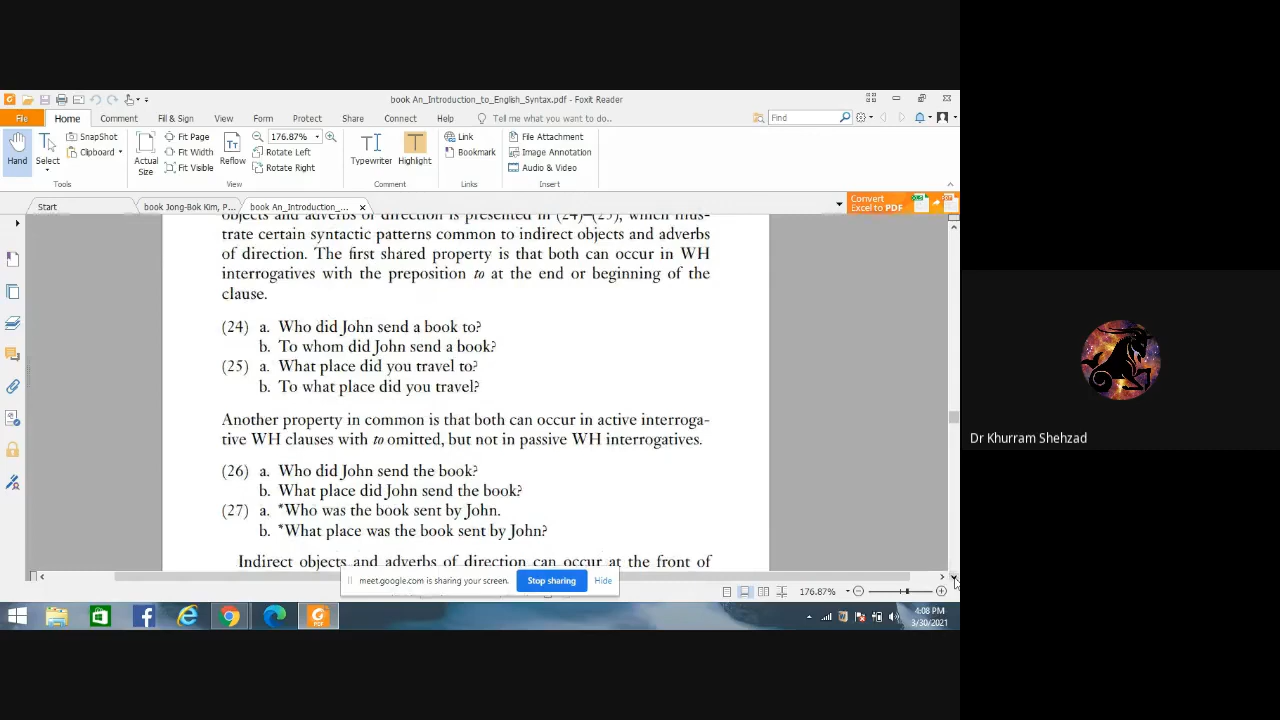 book An_Introduction_to_English_Syntax.pdf - Foxit Reader
File Home Comment Fill & Sign View Form Protect Share Connect Help Tell me what you want to do.. Find
Hand
Select
SnapShot
Clipboard
Tools
Actual Size
Fit Page
Fit Width
Fit Visible
Reflow
176.87%
Rotate Left
Rotate Right
View
Typewriter
Highlight
Comment
Link
Bookmark
Links
File Attachment
Image Annotation
Audio & Video
Insert
Start
book Jong-Bok Kim, P...
book An_Introduction_...
Convert
Excel to PDF
objects and adverbs of direction is presented in (24)–(25), which illus-
trate certain syntactic patterns common to indirect objects and adverbs
of direction. The first shared property is that both can occur in WH
interrogatives with the preposition to at the end or beginning of the
clause.
(24) a. Who did John send a book to?
b. To whom did John send a book?
(25) a. What place did you travel to?
b. To what place did you travel?
Another property in common is that both can occur in active interroga-
tive WH clauses with to omitted, but not in passive WH interrogatives.
(26) a. Who did John send the book?
b. What place did John send the book?
(27) a. *Who was the book sent by John.
b. *What place was the book sent by John?
Indirect objects and adverbs of direction can occur at the front of
meet.google.com is sharing your screen.
Stop sharing
Hide
176.87%
4:08 PM
3/30/2021
Dr Khurram Shehzad